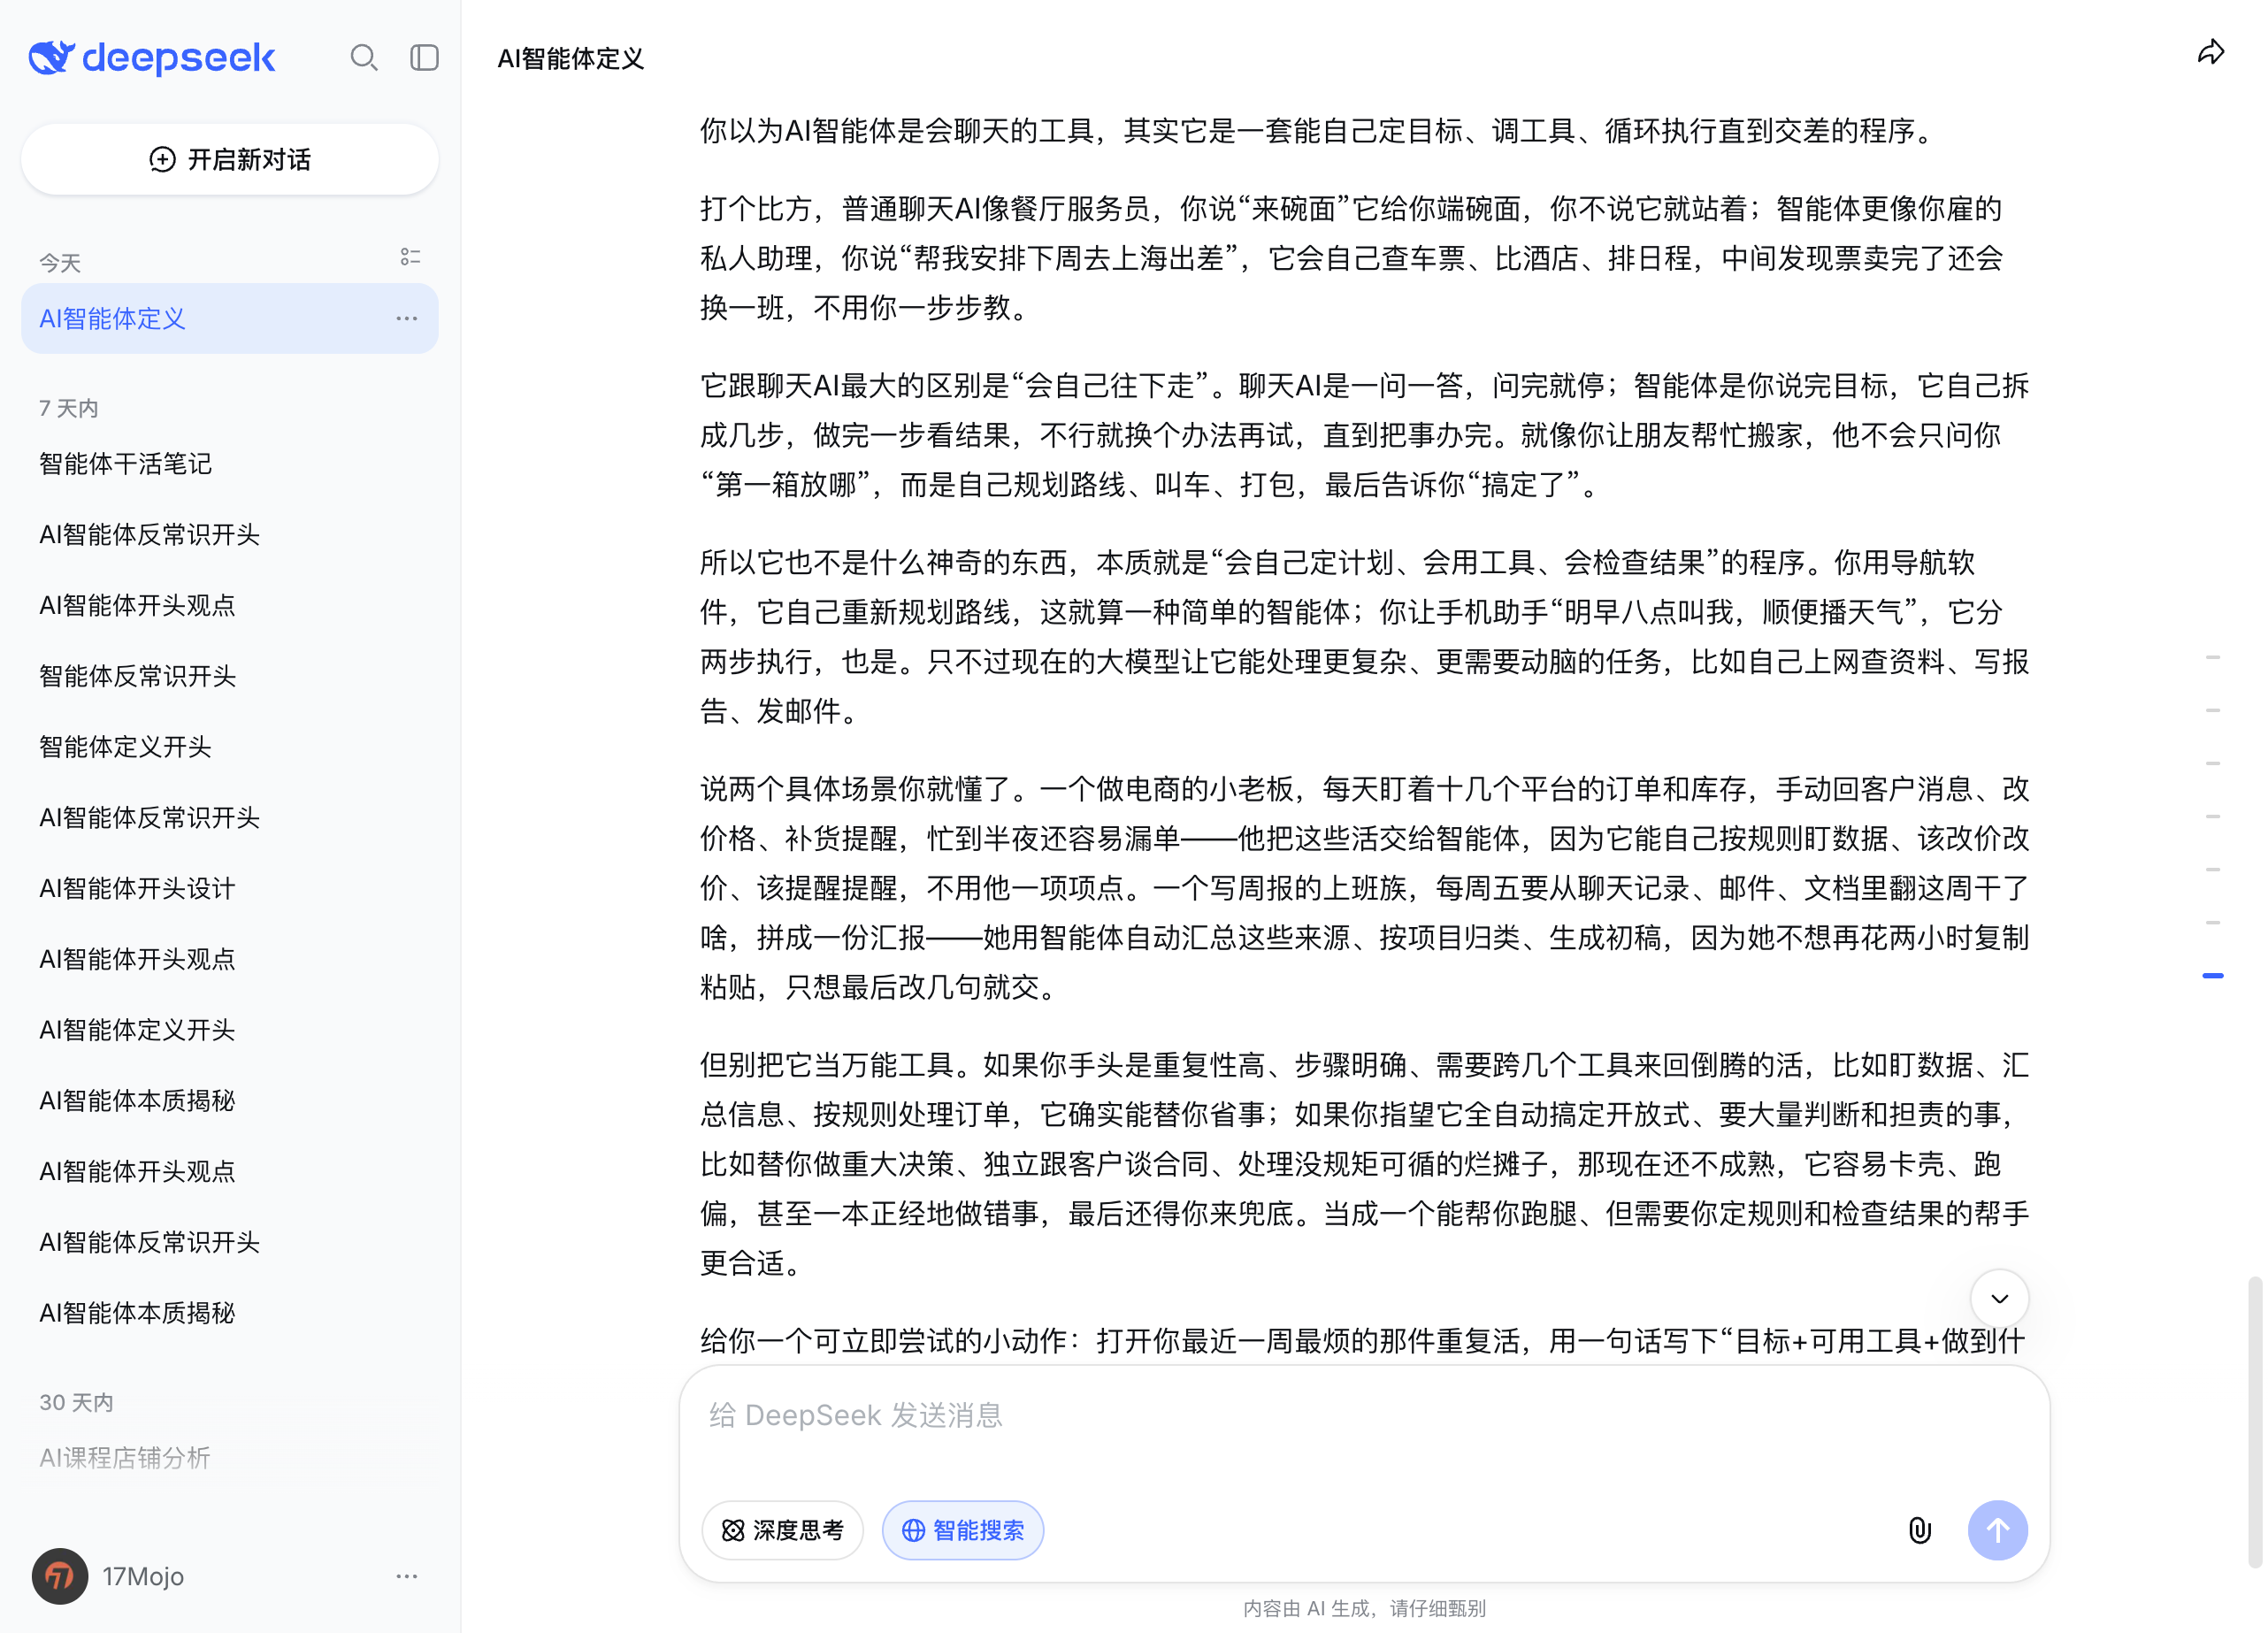 deepseek
开启新对话
今天
AI智能体定义
7 天内
智能体干活笔记
AI智能体反常识开头
AI智能体开头观点
智能体反常识开头
智能体定义开头
AI智能体反常识开头
AI智能体开头设计
AI智能体开头观点
AI智能体定义开头
AI智能体本质揭秘
AI智能体开头观点
AI智能体反常识开头
AI智能体本质揭秘
30 天内
AI课程店铺分析
17Mojo
AI智能体定义
你以为AI智能体是会聊天的工具，其实它是一套能自己定目标、调工具、循环执行直到交差的程序。
打个比方，普通聊天AI像餐厅服务员，你说“来碗面”它给你端碗面，你不说它就站着；智能体更像你雇的
私人助理，你说“帮我安排下周去上海出差”，它会自己查车票、比酒店、排日程，中间发现票卖完了还会
换一班，不用你一步步教。
它跟聊天AI最大的区别是“会自己往下走”。聊天AI是一问一答，问完就停；智能体是你说完目标，它自己拆
成几步，做完一步看结果，不行就换个办法再试，直到把事办完。就像你让朋友帮忙搬家，他不会只问你
“第一箱放哪”，而是自己规划路线、叫车、打包，最后告诉你“搞定了”。
所以它也不是什么神奇的东西，本质就是“会自己定计划、会用工具、会检查结果”的程序。你用导航软
件，它自己重新规划路线，这就算一种简单的智能体；你让手机助手“明早八点叫我，顺便播天气”，它分
两步执行，也是。只不过现在的大模型让它能处理更复杂、更需要动脑的任务，比如自己上网查资料、写报
告、发邮件。
说两个具体场景你就懂了。一个做电商的小老板，每天盯着十几个平台的订单和库存，手动回客户消息、改
价格、补货提醒，忙到半夜还容易漏单——他把这些活交给智能体，因为它能自己按规则盯数据、该改价改
价、该提醒提醒，不用他一项项点。一个写周报的上班族，每周五要从聊天记录、邮件、文档里翻这周干了
啥，拼成一份汇报——她用智能体自动汇总这些来源、按项目归类、生成初稿，因为她不想再花两小时复制
粘贴，只想最后改几句就交。
但别把它当万能工具。如果你手头是重复性高、步骤明确、需要跨几个工具来回倒腾的活，比如盯数据、汇
总信息、按规则处理订单，它确实能替你省事；如果你指望它全自动搞定开放式、要大量判断和担责的事，
比如替你做重大决策、独立跟客户谈合同、处理没规矩可循的烂摊子，那现在还不成熟，它容易卡壳、跑
偏，甚至一本正经地做错事，最后还得你来兜底。当成一个能帮你跑腿、但需要你定规则和检查结果的帮手
更合适。
给你一个可立即尝试的小动作：打开你最近一周最烦的那件重复活，用一句话写下“目标+可用工具+做到什
给 DeepSeek 发送消息
深度思考
智能搜索
内容由 AI 生成，请仔细甄别